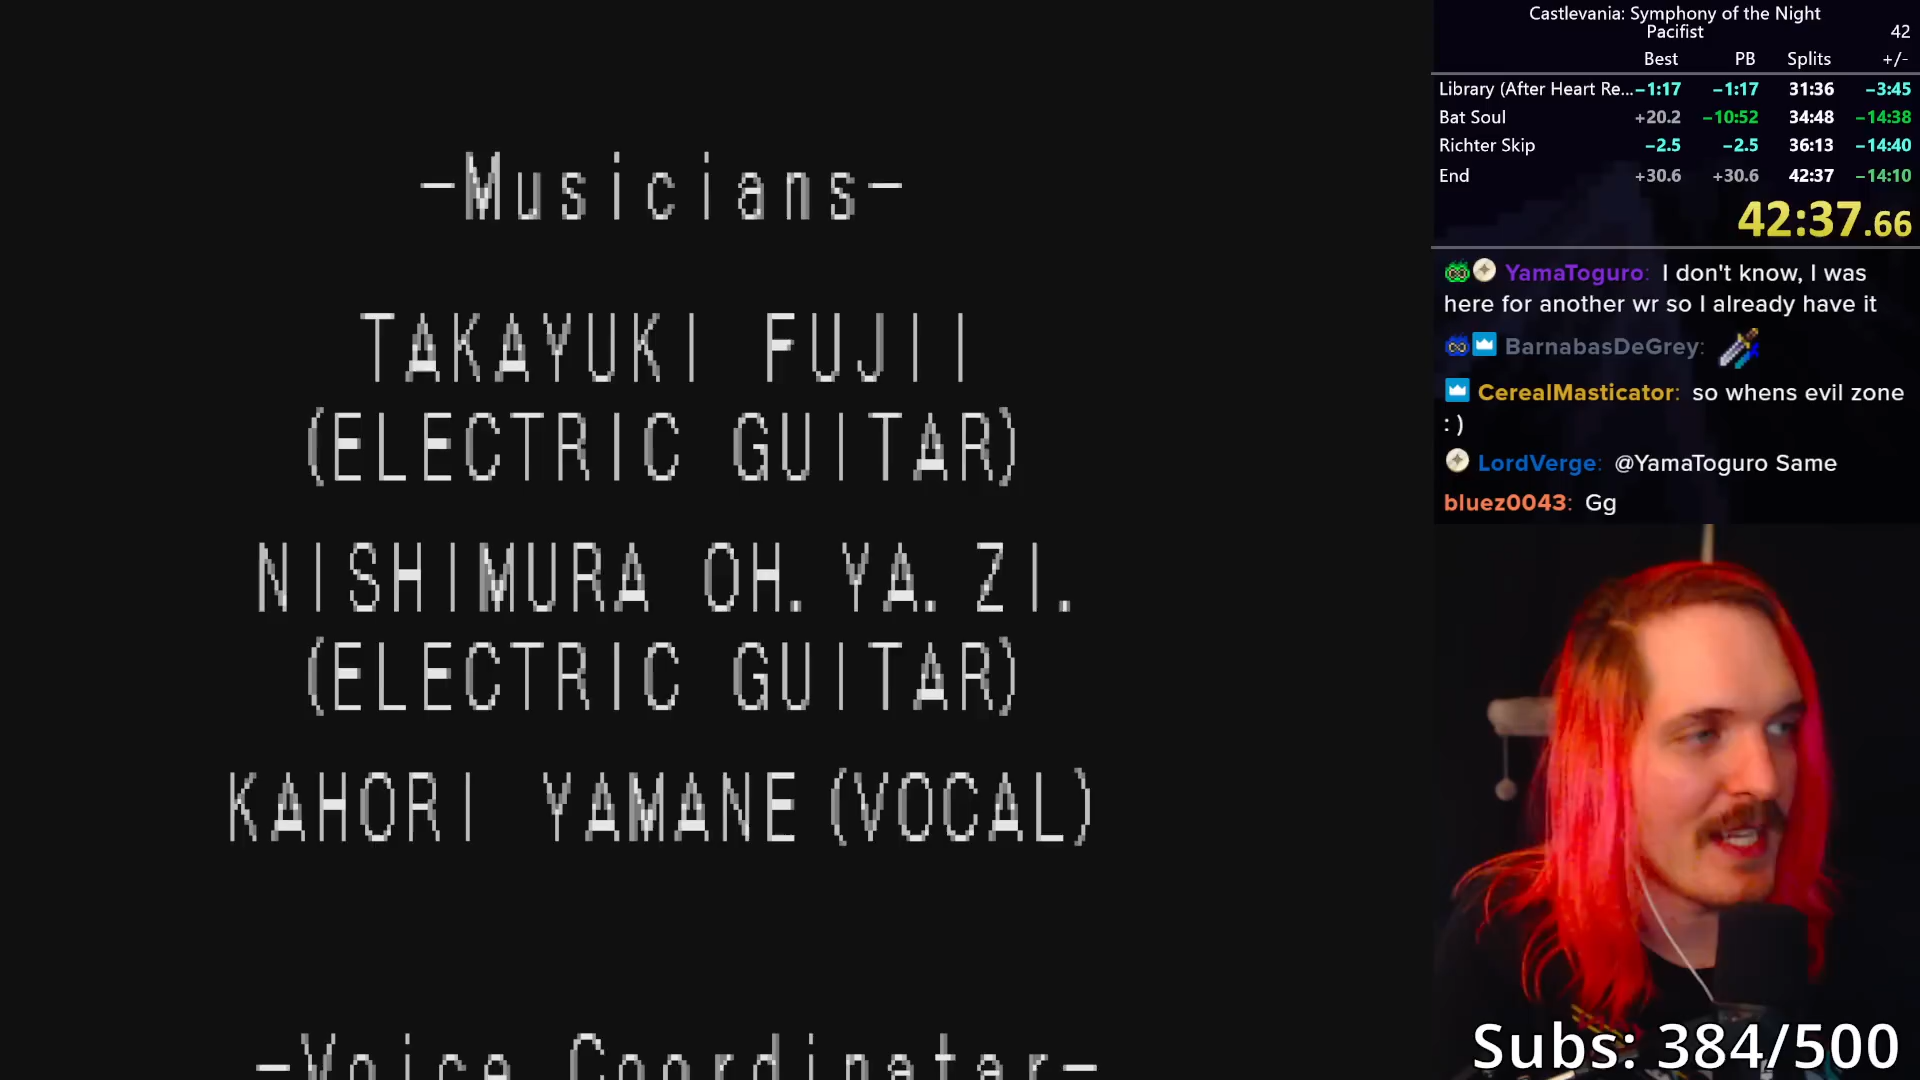 -Musicians-
TAKAYUKI FUJII
(ELECTRIC GUITAR)
NISHIMURA OH. YA. ZI.
(ELECTRIC GUITAR)
KAHORI YAMANE (VOCAL)
-Voice Coordinator-
Castlevania: Symphony of the Night
Pacifist 42
Best PB Splits +/-
Library (After Heart Re... −1:17 −1:17 31:36 −3:45
Bat Soul +20.2 −10:52 34:48 −14:38
Richter Skip −2.5 −2.5 36:13 −14:40
End +30.6 +30.6 42:37 −14:10
42:37.66
YamaToguro: I don't know, I was
here for another wr so I already have it
BarnabasDeGrey:
CerealMasticator: so whens evil zone
:)
LordVerge: @YamaToguro Same
bluez0043: Gg
Subs: 384/500